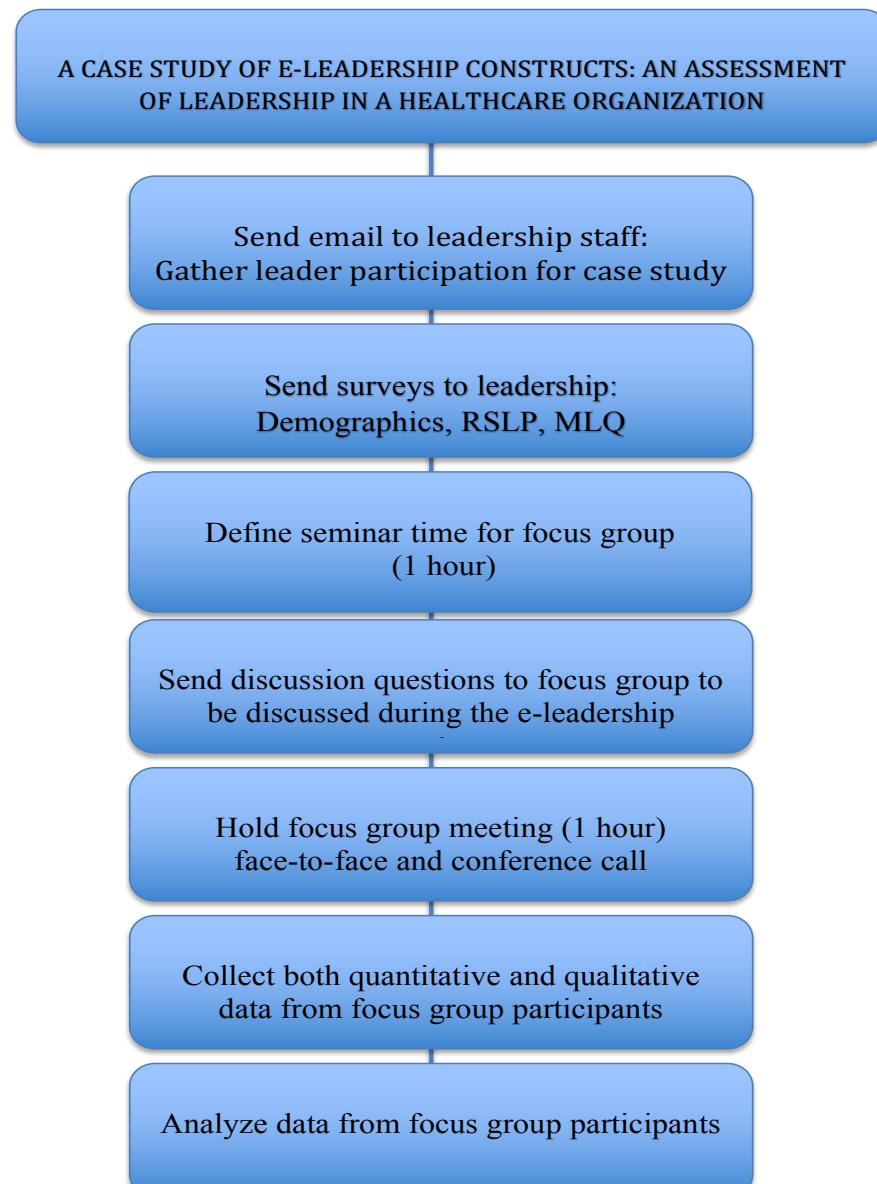 A CASE STUDY OF E-LEADERSHIP CONSTRUCTS: AN ASSESSMENT
OF LEADERSHIP IN A HEALTHCARE ORGANIZATION
Send email to leadership staff:
Gather leader participation for case study
Send surveys to leadership:
Demographics, RSLP, MLQ
Define seminar time for focus group
(1 hour)
Send discussion questions to focus group to
be discussed during the e-leadership
Hold focus group meeting (1 hour)
face-to-face and conference call
Collect both quantitative and qualitative
data from focus group participants
Analyze data from focus group participants